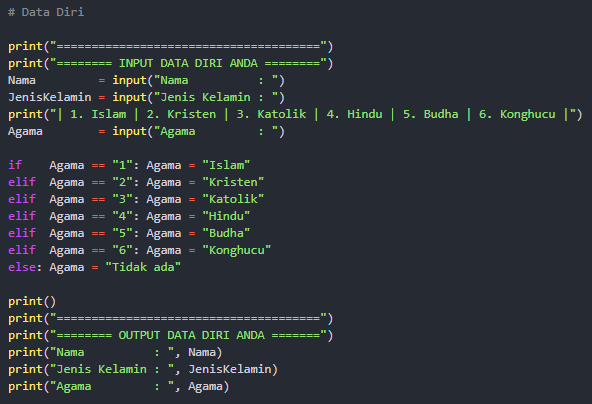 # Data Diri
print("======================================")
print("======== INPUT DATA DIRI ANDA ========")
Nama         = input("Nama          : ")
JenisKelamin = input("Jenis Kelamin : ")
print("| 1. Islam | 2. Kristen | 3. Katolik | 4. Hindu | 5. Budha | 6. Konghucu |")
Agama        = input("Agama         : ")
if    Agama == "1": Agama = "Islam"
elif  Agama == "2": Agama = "Kristen"
elif  Agama == "3": Agama = "Katolik"
elif  Agama == "4": Agama = "Hindu"
elif  Agama == "5": Agama = "Budha"
elif  Agama == "6": Agama = "Konghucu"
else: Agama = "Tidak ada"
print()
print("======================================")
print("======== OUTPUT DATA DIRI ANDA =======")
print("Nama          : ", Nama)
print("Jenis Kelamin : ", JenisKelamin)
print("Agama         : ", Agama)